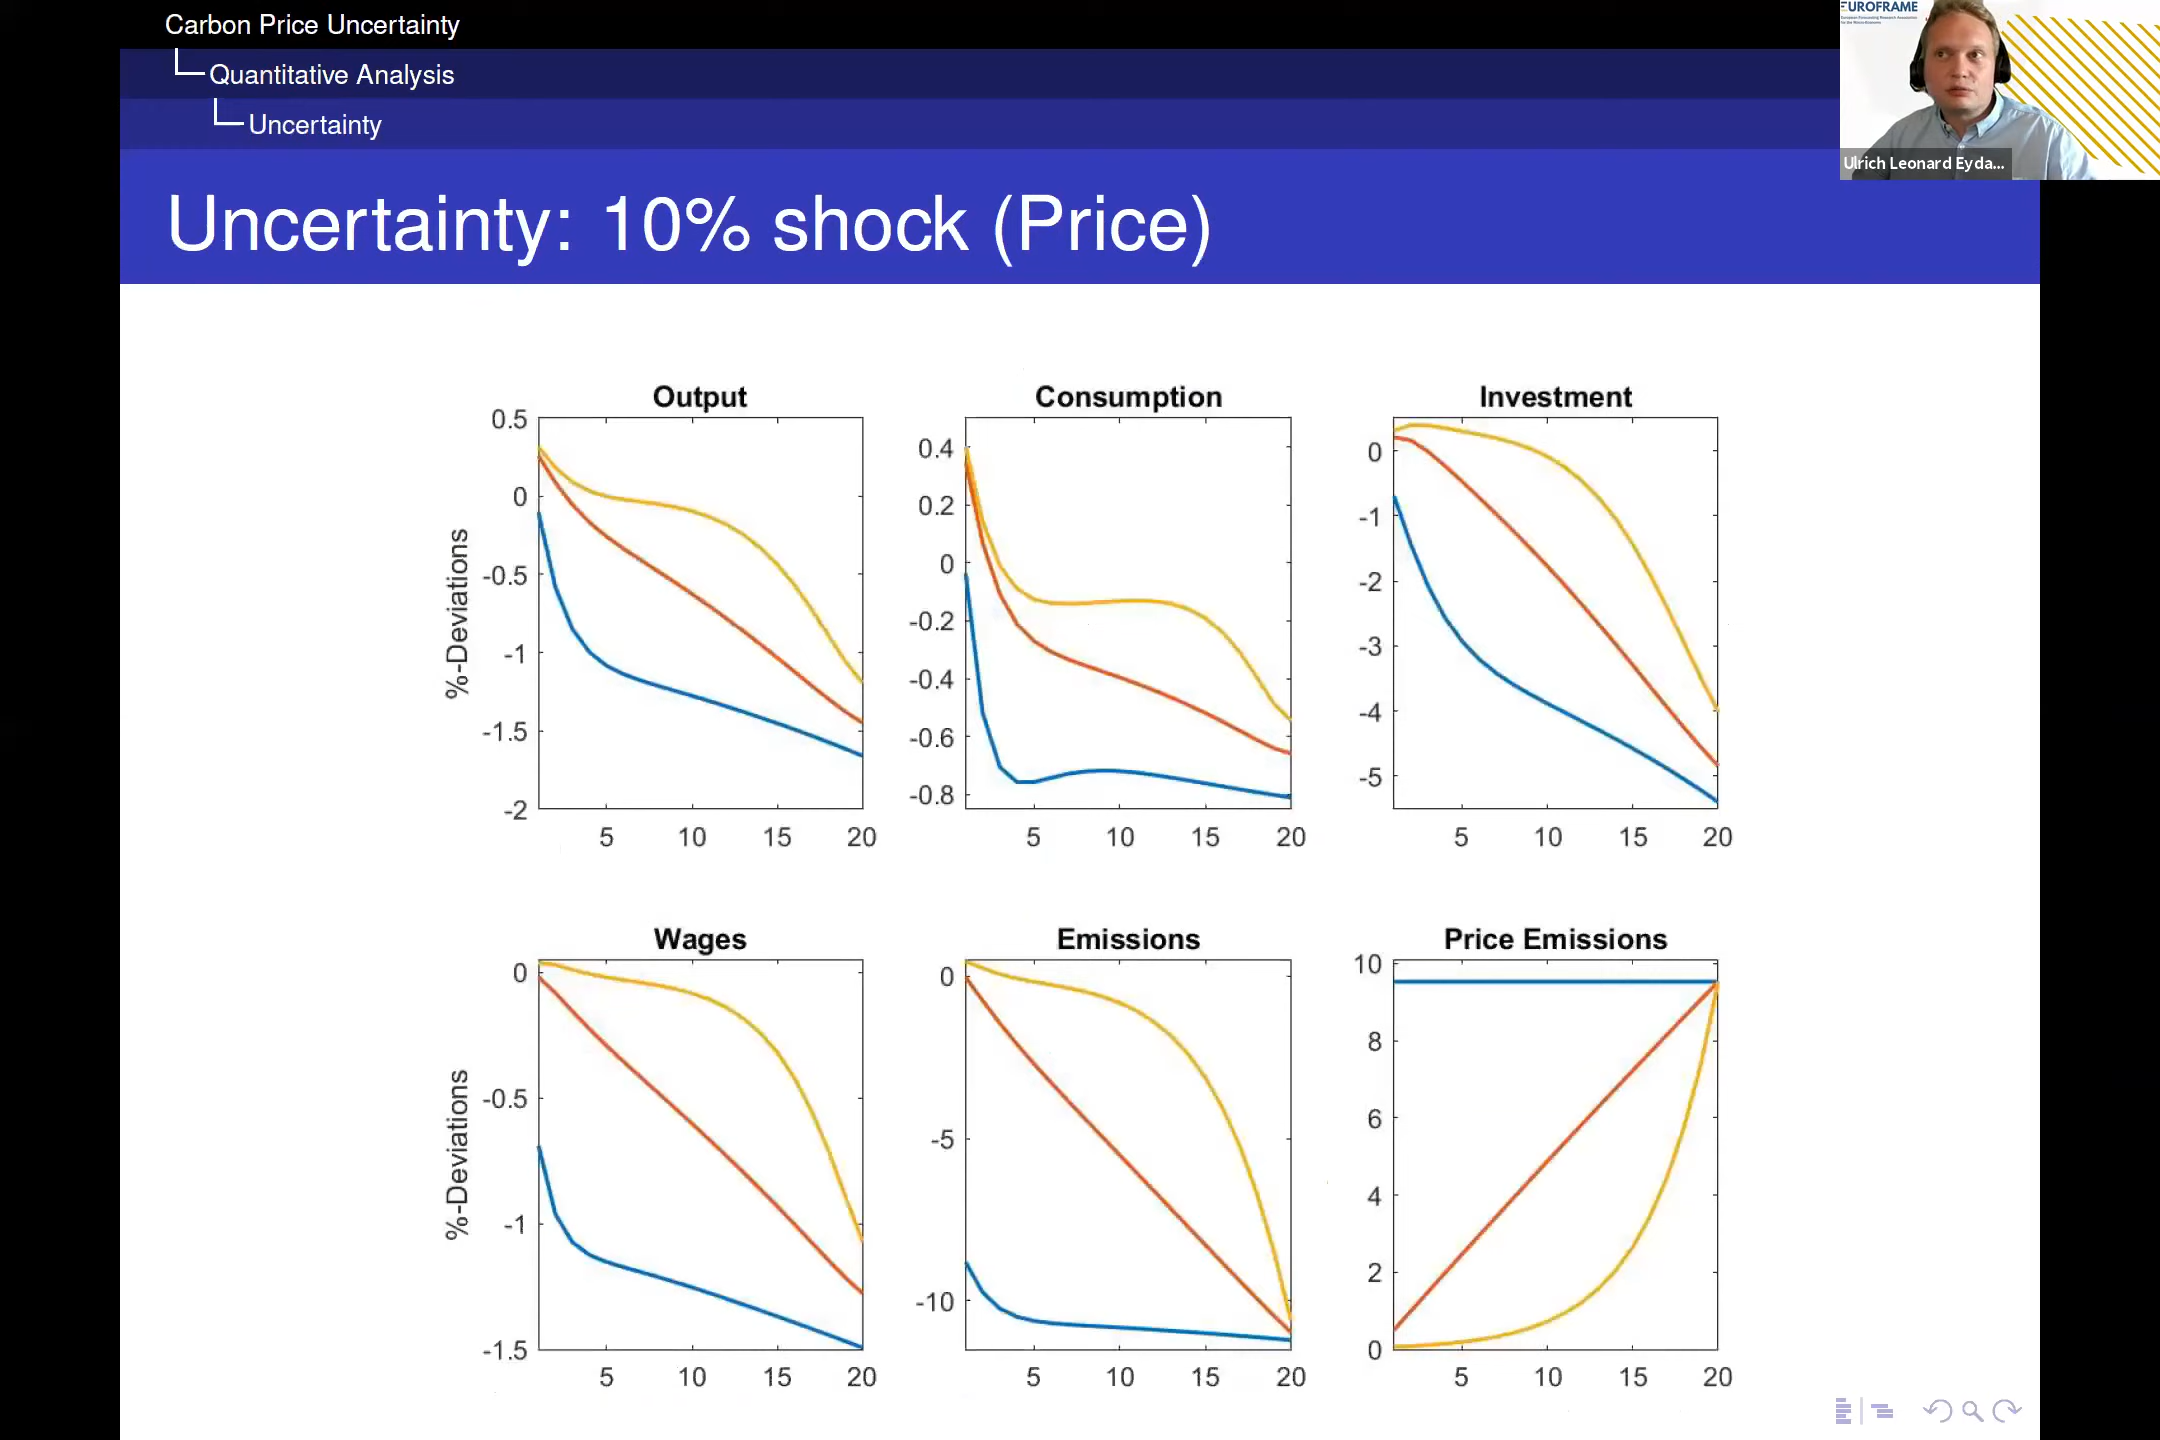 Carbon Price Uncertainty
Quantitative Analysis
Uncertainty
EUROFRAME
Ulrich Leonard Eyda...
Uncertainty: 10% shock (Price)
Output
Consumption
Investment
%-Deviations
0.5
0
-0.5
-1
-1.5
-2
5 10 15 20
0.4
0.2
0
-0.2
-0.4
-0.6
-0.8
5 10 15 20
0
-1
-2
-3
-4
-5
5 10 15 20
Wages
Emissions
Price Emissions
%-Deviations
0
-0.5
-1
-1.5
5 10 15 20
0
-5
-10
5 10 15 20
10
8
6
4
2
0
5 10 15 20